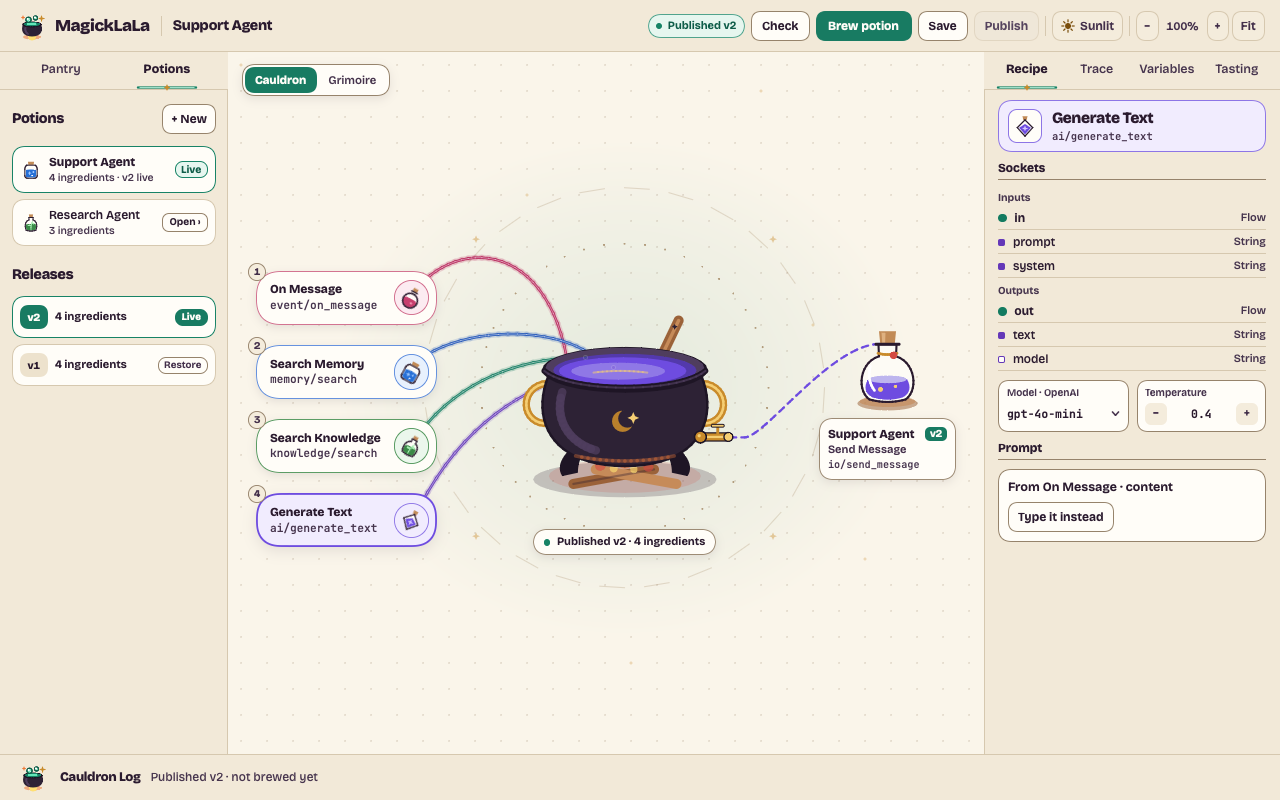 MagickLaLa
Support Agent
Published v2
Check
Brew potion
Save
Publish
Sunlit
−
100%
+
Fit
Pantry
Potions
Cauldron
Grimoire
Recipe
Trace
Variables
Tasting
Potions
+ New
Support Agent
4 ingredients · v2 live
Live
Research Agent
3 ingredients
Open ›
Releases
v2
4 ingredients
Live
v1
4 ingredients
Restore
1
On Message
event/on_message
2
Search Memory
memory/search
3
Search Knowledge
knowledge/search
4
Generate Text
ai/generate_text
Published v2 · 4 ingredients
Support Agent
v2
Send Message
io/send_message
Generate Text
ai/generate_text
Sockets
Inputs
in
Flow
prompt
String
system
String
Outputs
out
Flow
text
String
model
String
Model · OpenAI
gpt-4o-mini
Temperature
−
0.4
+
Prompt
From On Message · content
Type it instead
Cauldron Log
Published v2 · not brewed yet